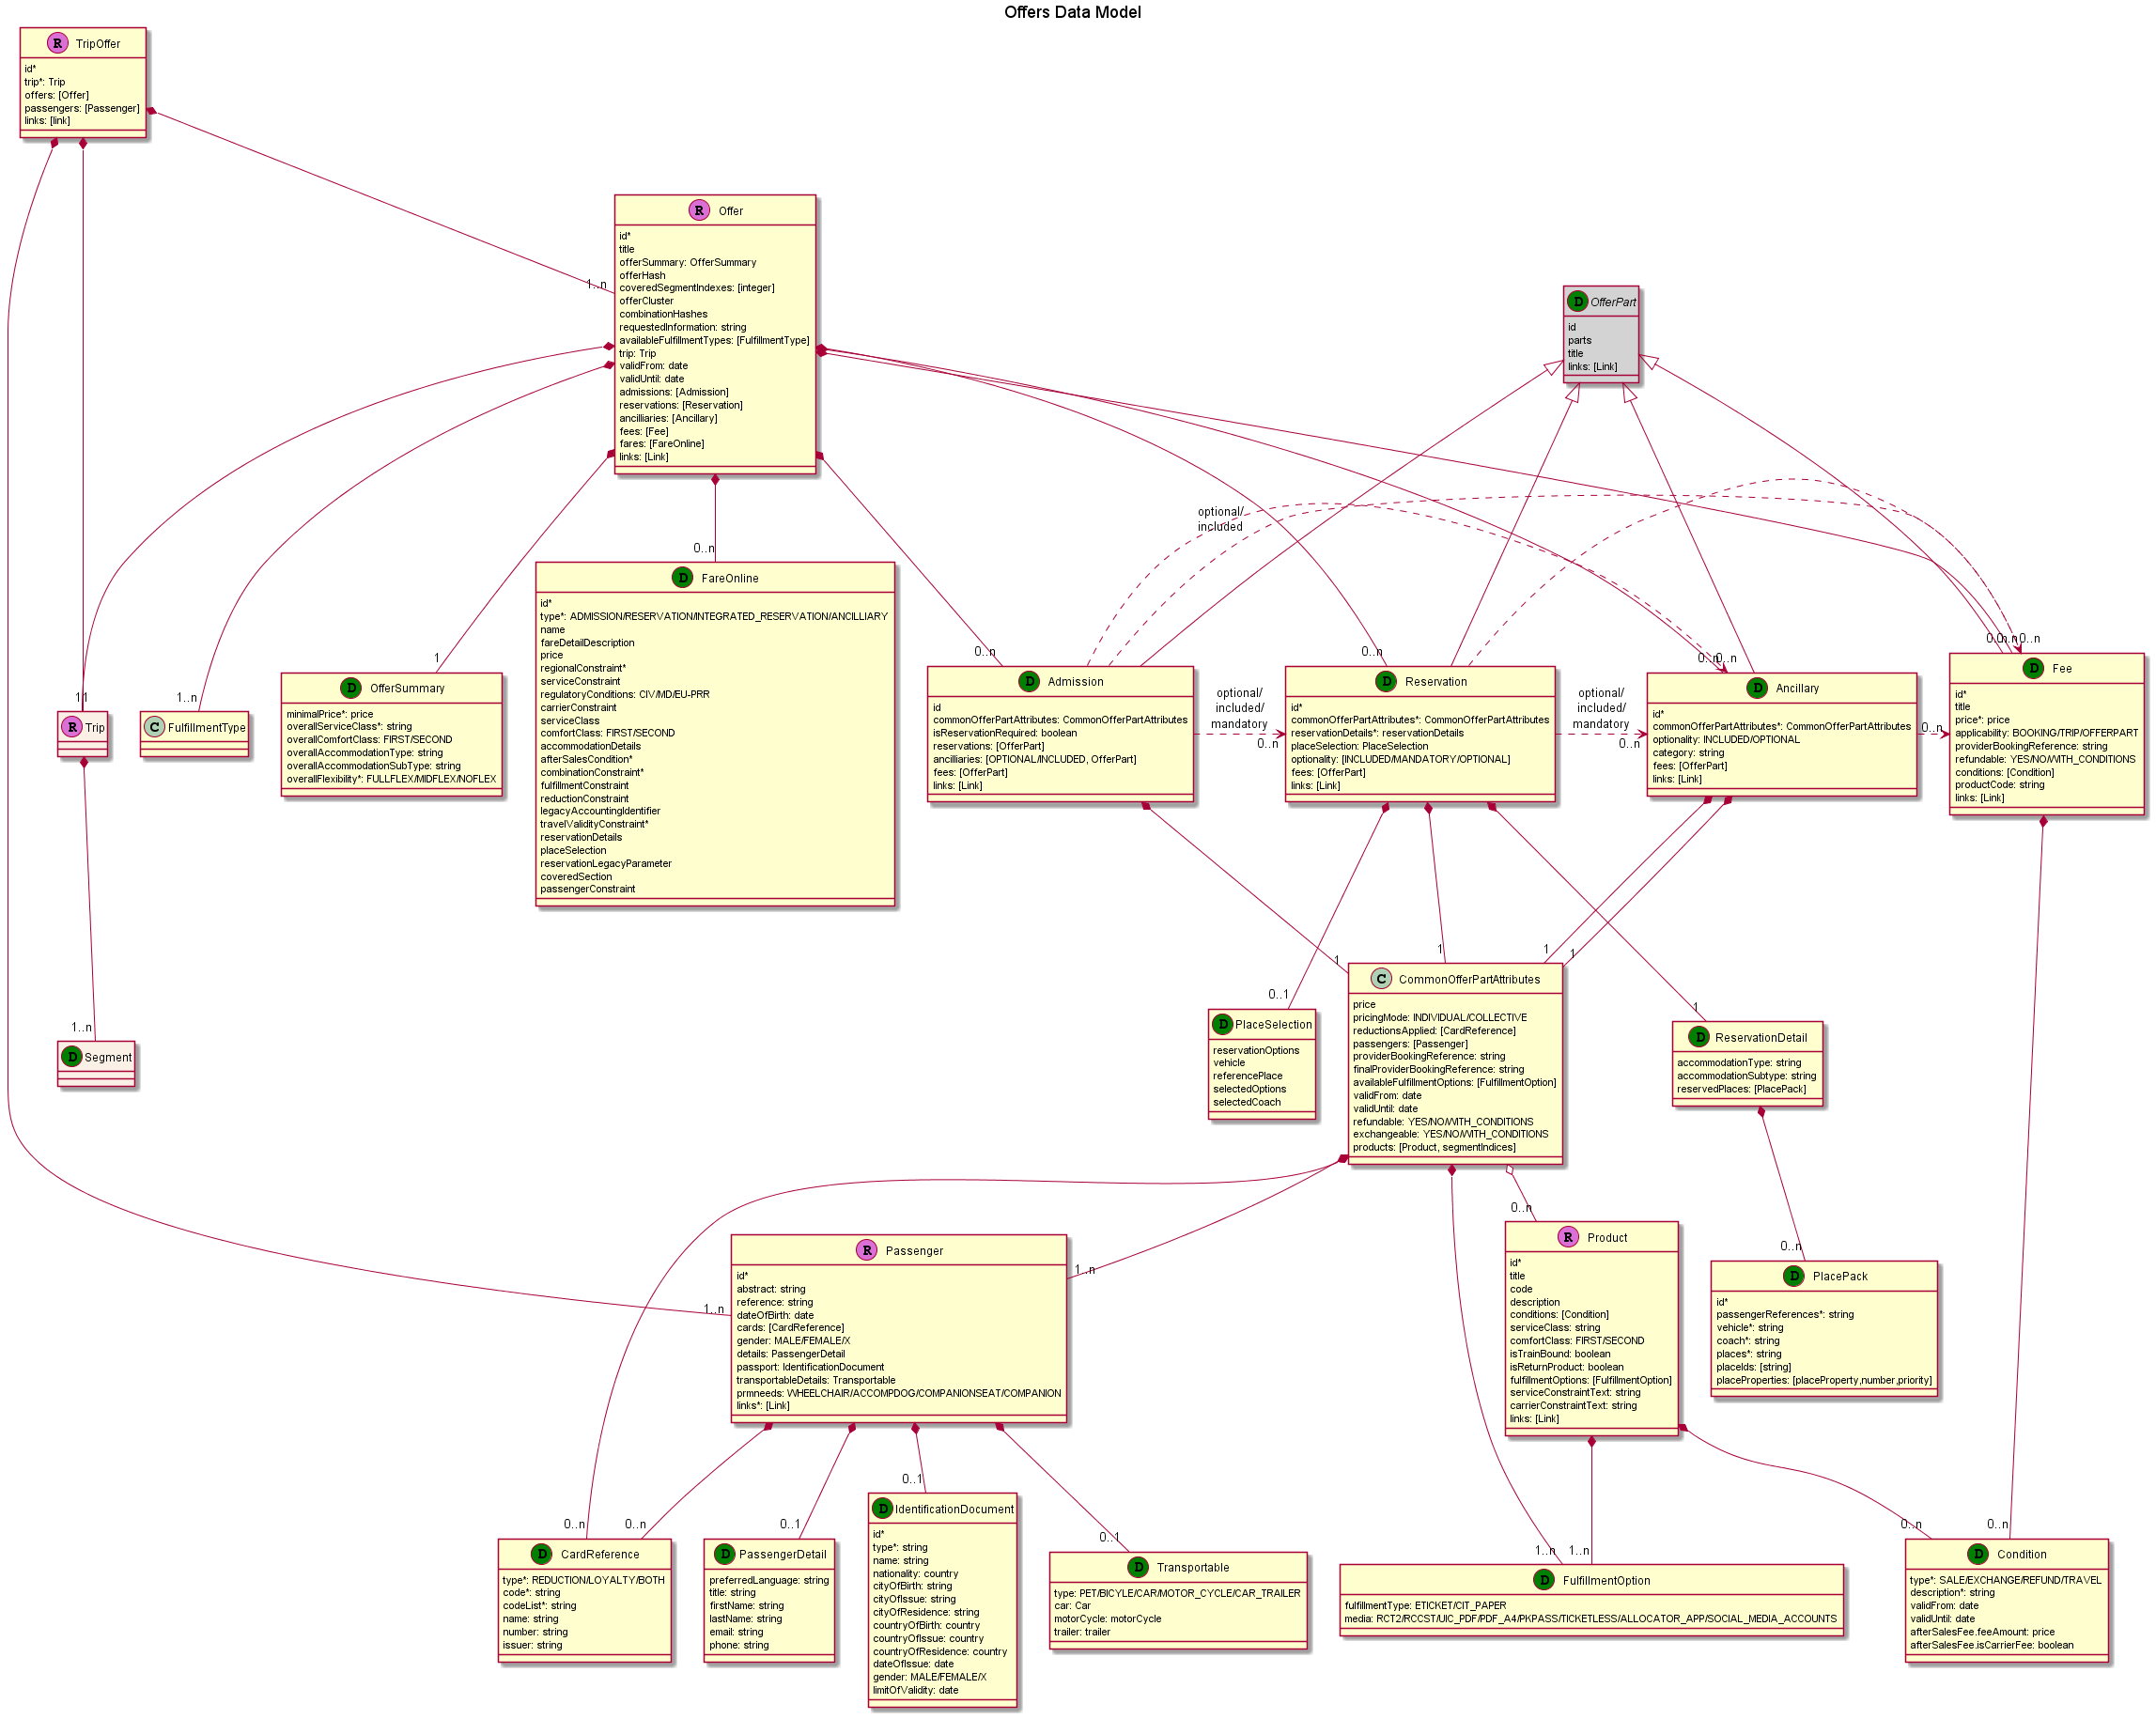 Offers Data Model
R TripOffer
id*
trip*: Trip
offers: [Offer]
passengers: [Passenger]
links: [link]
1..n
R Offer
id*
title
offerSummary: OfferSummary
offerHash
coveredSegmentIndexes: [integer]
offerCluster
combinationHashes
requestedInformation: string
availableFulfillmentTypes: [FulfillmentType]
trip: Trip
validFrom: date
validUntil: date
admissions: [Admission]
reservations: [Reservation]
ancilliaries: [Ancillary]
fees: [Fee]
fares: [FareOnline]
links: [Link]
D OfferPart
id
parts
title
links: [Link]
optional/
included
0..n
D FareOnline
id*
type*: ADMISSION/RESERVATION/INTEGRATED_RESERVATION/ANCILLIARY
name
fareDetailDescription
price
regionalConstraint*
serviceConstraint
regulatoryConditions: CIV/MD/EU-PRR
carrierConstraint
serviceClass
comfortClass: FIRST/SECOND
accommodationDetails
afterSalesCondition*
combinationConstraint*
fulfillmentConstraint
reductionConstraint
legacyAccountingIdentifier
travelValidityConstraint*
reservationDetails
placeSelection
reservationLegacyParameter
coveredSection
passengerConstraint
1
D OfferSummary
minimalPrice*: price
overallServiceClass*: string
overallComfortClass: FIRST/SECOND
overallAccommodationType: string
overallAccommodationSubType: string
overallFlexibility*: FULLFLEX/MIDFLEX/NOFLEX
1
1
R Trip
1..n
C FulfillmentType
0..n
D Admission
id
commonOfferPartAttributes: CommonOfferPartAttributes
isReservationRequired: boolean
reservations: [OfferPart]
ancilliaries: [OPTIONAL/INCLUDED, OfferPart]
fees: [OfferPart]
links: [Link]
optional/
included/
mandatory
0..n
0..n
D Reservation
id*
commonOfferPartAttributes*: CommonOfferPartAttributes
reservationDetails*: reservationDetails
placeSelection: PlaceSelection
optionality: [INCLUDED/MANDATORY/OPTIONAL]
fees: [OfferPart]
links: [Link]
optional/
included/
mandatory
0..n
0..n
0..n
D Ancillary
id*
commonOfferPartAttributes*: CommonOfferPartAttributes
optionality: INCLUDED/OPTIONAL
category: string
fees: [OfferPart]
links: [Link]
0..n
0..n
0..n
0..n
D Fee
id*
title
price*: price
applicability: BOOKING/TRIP/OFFERPART
providerBookingReference: string
refundable: YES/NO/WITH_CONDITIONS
conditions: [Condition]
productCode: string
links: [Link]
1..n
D Segment
0..1
D PlaceSelection
reservationOptions
vehicle
referencePlace
selectedOptions
selectedCoach
1
1
1
1
C CommonOfferPartAttributes
price
pricingMode: INDIVIDUAL/COLLECTIVE
reductionsApplied: [CardReference]
passengers: [Passenger]
providerBookingReference: string
finalProviderBookingReference: string
availableFulfillmentOptions: [FulfillmentOption]
validFrom: date
validUntil: date
refundable: YES/NO/WITH_CONDITIONS
exchangeable: YES/NO/WITH_CONDITIONS
products: [Product, segmentIndices]
1
D ReservationDetail
accommodationType: string
accommodationSubtype: string
reservedPlaces: [PlacePack]
1..n
1..n
R Passenger
id*
abstract: string
reference: string
dateOfBirth: date
cards: [CardReference]
gender: MALE/FEMALE/X
details: PassengerDetail
passport: IdentificationDocument
transportableDetails: Transportable
prmneeds: WHEELCHAIR/ACCOMPDOG/COMPANIONSEAT/COMPANION
links*: [Link]
0..n
R Product
id*
title
code
description
conditions: [Condition]
serviceClass: string
comfortClass: FIRST/SECOND
isTrainBound: boolean
isReturnProduct: boolean
fulfillmentOptions: [FulfillmentOption]
serviceConstraintText: string
carrierConstraintText: string
links: [Link]
0..n
D PlacePack
id*
passengerReferences*: string
vehicle*: string
coach*: string
places*: string
placeIds: [string]
placeProperties: [placeProperty,number,priority]
0..n
0..n
D CardReference
type*: REDUCTION/LOYALTY/BOTH
code*: string
codeList*: string
name: string
number: string
issuer: string
0..1
D PassengerDetail
preferredLanguage: string
title: string
firstName: string
lastName: string
email: string
phone: string
0..1
D IdentificationDocument
id*
type*: string
name: string
nationality: country
cityOfBirth: string
cityOfIssue: string
cityOfResidence: string
countryOfBirth: country
countryOfIssue: country
countryOfResidence: country
dateOfIssue: date
gender: MALE/FEMALE/X
limitOfValidity: date
0..1
D Transportable
type: PET/BICYLE/CAR/MOTOR_CYCLE/CAR_TRAILER
car: Car
motorCycle: motorCycle
trailer: trailer
1..n
1..n
D FulfillmentOption
fulfillmentType: ETICKET/CIT_PAPER
media: RCT2/RCCST/UIC_PDF/PDF_A4/PKPASS/TICKETLESS/ALLOCATOR_APP/SOCIAL_MEDIA_ACCOUNTS
0..n
0..n
D Condition
type*: SALE/EXCHANGE/REFUND/TRAVEL
description*: string
validFrom: date
validUntil: date
afterSalesFee.feeAmount: price
afterSalesFee.isCarrierFee: boolean